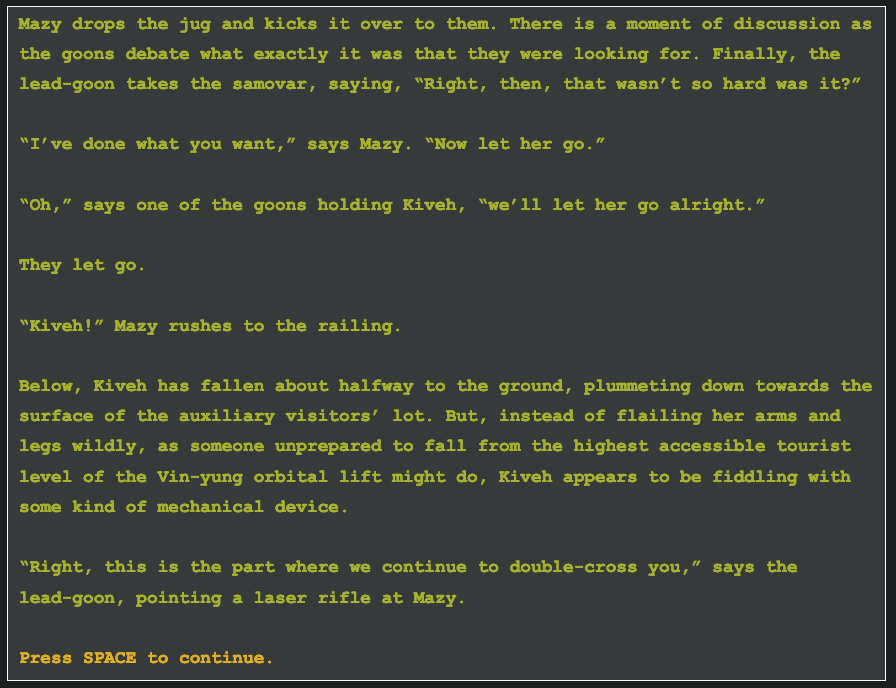 Mazy drops the jug and kicks it over to them. There is a moment of discussion as
the goons debate what exactly it was that they were looking for. Finally, the
lead-goon takes the samovar, saying, “Right, then, that wasn’t so hard was it?”
“I’ve done what you want,” says Mazy. “Now let her go.”
“Oh,” says one of the goons holding Kiveh, “we’ll let her go alright.”
They let go.
“Kiveh!” Mazy rushes to the railing.
Below, Kiveh has fallen about halfway to the ground, plummeting down towards the
surface of the auxiliary visitors’ lot. But, instead of flailing her arms and
legs wildly, as someone unprepared to fall from the highest accessible tourist
level of the Vin-yung orbital lift might do, Kiveh appears to be fiddling with
some kind of mechanical device.
“Right, this is the part where we continue to double-cross you,” says the
lead-goon, pointing a laser rifle at Mazy.
Press SPACE to continue.